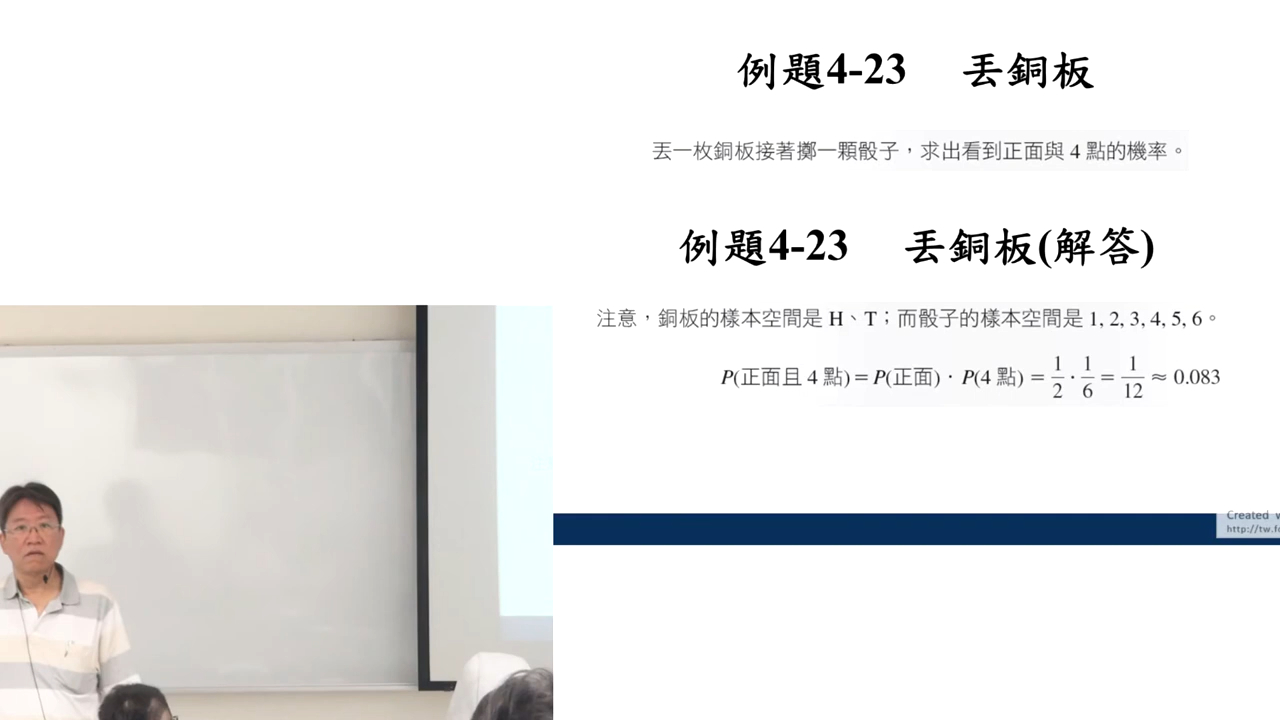 例題4-23 丟銅板
丟一枚銅板接著擲一顆骰子，求出看到正面與 4 點的機率。
例題4-23 丟銅板(解答)
注意，銅板的樣本空間是 H、T；而骰子的樣本空間是 1, 2, 3, 4, 5, 6。
P(正面且 4 點) = P(正面) · P(4 點) = 1/2 · 1/6 = 1/12 ≈ 0.083
Created
http://tw.